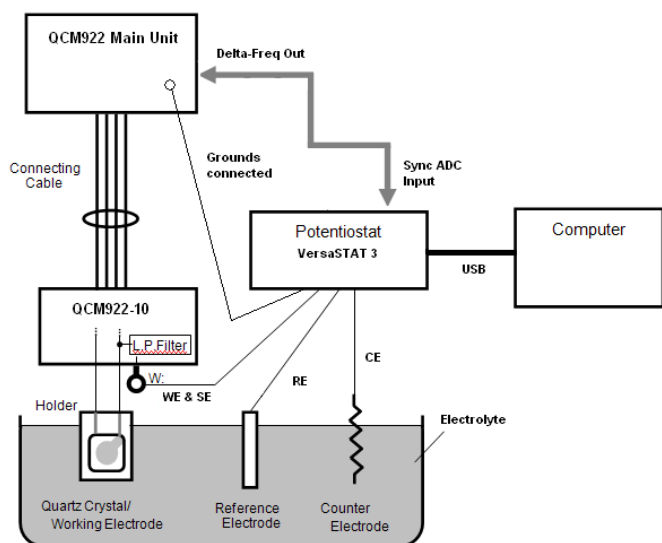 QCM922 Main Unit
Delta-Freq Out
Connecting
Cable
Grounds
connected
Sync ADC
Input
Potentiostat
VersaSTAT 3
Computer
USB
QCM922-10
L.P.Filter
W:
WE & SE
RE
CE
Holder
Electrolyte
Quartz Crystal/
Working Electrode
Reference
Electrode
Counter
Electrode